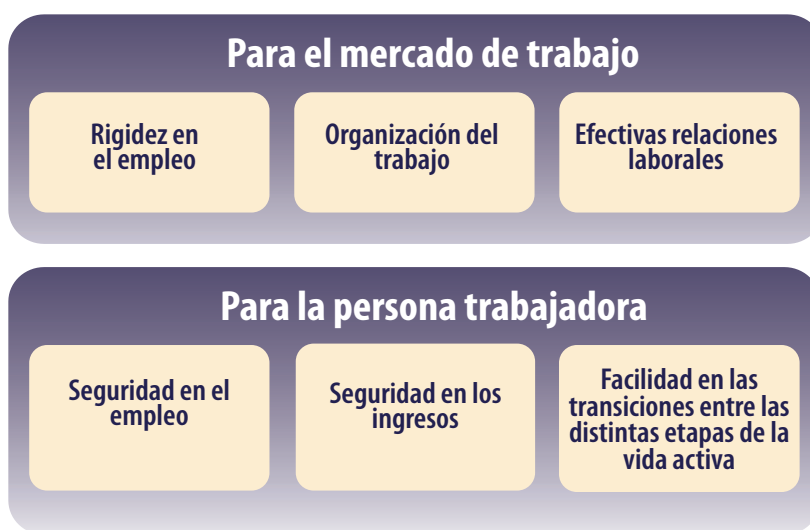 Para el mercado de trabajo
Rigidez en
el empleo
Organización del
trabajo
Efectivas relaciones
laborales
Para la persona trabajadora
Seguridad en el
empleo
Seguridad en los
ingresos
Facilidad en las
transiciones entre las
distintas etapas de la
vida activa